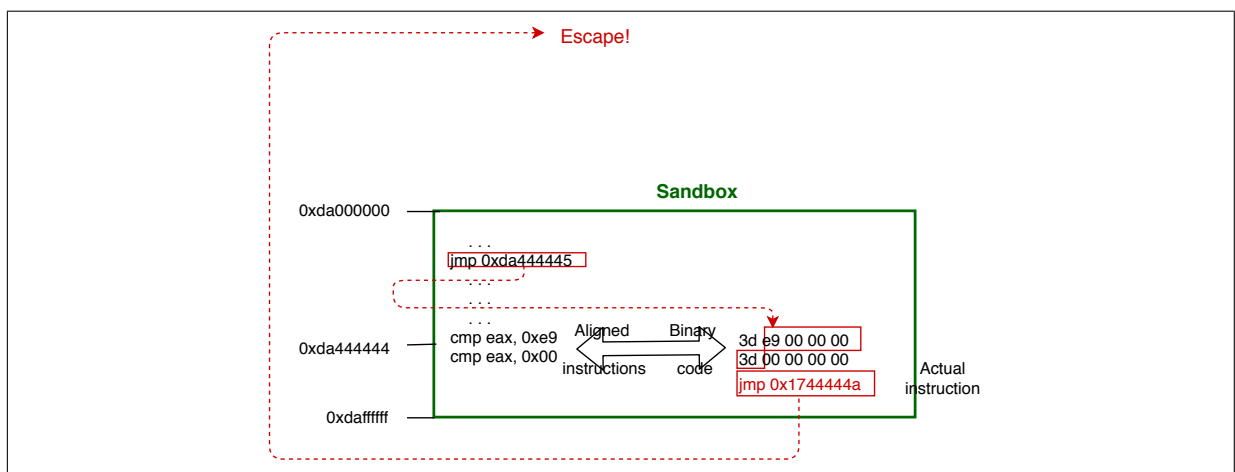 Escape!
Sandbox
0xda000000
. . .
jmp 0xda444445
. . .
. . .
. . .
0xda444444
cmp eax, 0xe9
cmp eax, 0x00
Aligned
instructions
Binary
code
3d e9 00 00 00
3d 00 00 00 00
jmp 0x1744444a
Actual
instruction
0xdaffffff